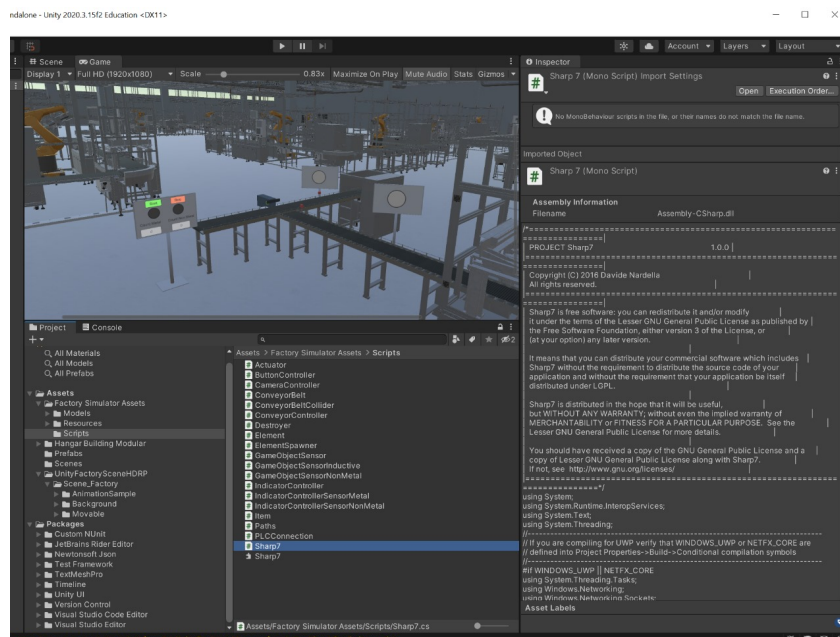 ndalone - Unity 2020.3.15f2 Education <DX11>
Account
Layers
Layout
Scene
Game
Display 1
Full HD (1920x1080)
Scale
0.83x
Maximize On Play
Mute Audio
Stats
Gizmos
Project
Console
2
All Materials
All Models
All Prefabs
Assets
Factory Simulator Assets
Models
Resources
Scripts
Hangar Building Modular
Prefabs
Scenes
UnityFactorySceneHDRP
Scene_Factory
AnimationSample
Background
Movable
Packages
Custom NUnit
JetBrains Rider Editor
Newtonsoft Json
Test Framework
TextMeshPro
Timeline
Unity UI
Version Control
Visual Studio Code Editor
Visual Studio Editor
Assets > Factory Simulator Assets > Scripts
Actuator
ButtonController
CameraController
ConveyorBelt
ConveyorBeltCollider
ConveyorController
Destroyer
Element
ElementSpawner
GameObjectSensor
GameObjectSensorInductive
GameObjectSensorNonMetal
IndicatorController
IndicatorControllerSensorMetal
IndicatorControllerSensorNonMetal
Item
Paths
PLCConnection
Sharp7
Sharp7
Assets/Factory Simulator Assets/Scripts/Sharp7.cs
Inspector
Sharp 7 (Mono Script) Import Settings
Open
Execution Order...
No MonoBehaviour scripts in the file, or their names do not match the file name.
Imported Object
Sharp 7 (Mono Script)
Assembly Information
Filename Assembly-CSharp.dll
/*============================================================
================|
PROJECT Sharp7 1.0.0 |
|============================================================
================|
Copyright (C) 2016 Davide Nardella |
All rights reserved. |
|============================================================
================|
Sharp7 is free software: you can redistribute it and/or modify |
it under the terms of the Lesser GNU General Public License as published by |
the Free Software Foundation, either version 3 of the License, or |
(at your option) any later version. |
|
It means that you can distribute your commercial software which includes |
Sharp7 without the requirement to distribute the source code of your |
application and without the requirement that your application be itself |
distributed under LGPL. |
|
Sharp7 is distributed in the hope that it will be useful, |
but WITHOUT ANY WARRANTY; without even the implied warranty of |
MERCHANTABILITY or FITNESS FOR A PARTICULAR PURPOSE. See the |
Lesser GNU General Public License for more details. |
|
You should have received a copy of the GNU General Public License and a |
copy of Lesser GNU General Public License along with Sharp7. |
If not, see http://www.gnu.org/licenses/ |
|============================================================
===============*/
using System;
using System.Runtime.InteropServices;
using System.Text;
using System.Threading;
//------------------------------------------------------------
// If you are compiling for UWP verify that WINDOWS_UWP or NETFX_CORE are
// defined into Project Properties->Build->Conditional compilation symbols
//------------------------------------------------------------
#if WINDOWS_UWP || NETFX_CORE
using System.Threading.Tasks;
using Windows.Networking;
using Windows.Networking.Sockets;
Asset Labels